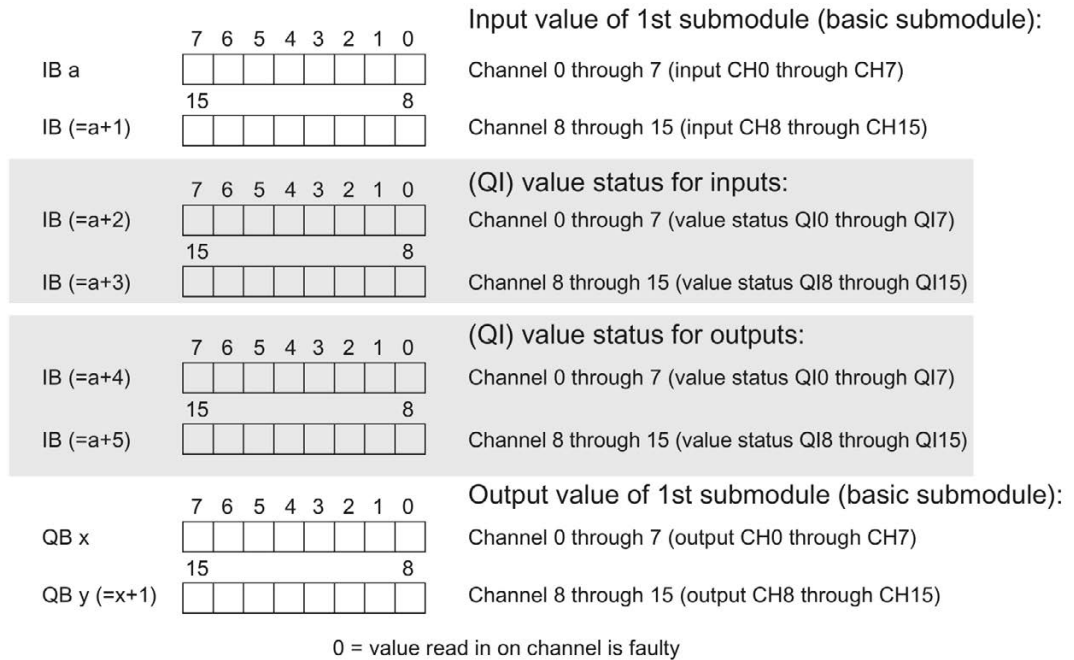 Input value of 1st submodule (basic submodule):
7 6 5 4 3 2 1 0
IB a Channel 0 through 7 (input CH0 through CH7)
15 8
IB (=a+1) Channel 8 through 15 (input CH8 through CH15)
(QI) value status for inputs:
7 6 5 4 3 2 1 0
IB (=a+2) Channel 0 through 7 (value status QI0 through QI7)
15 8
IB (=a+3) Channel 8 through 15 (value status QI8 through QI15)
(QI) value status for outputs:
7 6 5 4 3 2 1 0
IB (=a+4) Channel 0 through 7 (value status QI0 through QI7)
15 8
IB (=a+5) Channel 8 through 15 (value status QI8 through QI15)
Output value of 1st submodule (basic submodule):
7 6 5 4 3 2 1 0
QB x Channel 0 through 7 (output CH0 through CH7)
15 8
QB y (=x+1) Channel 8 through 15 (output CH8 through CH15)
0 = value read in on channel is faulty